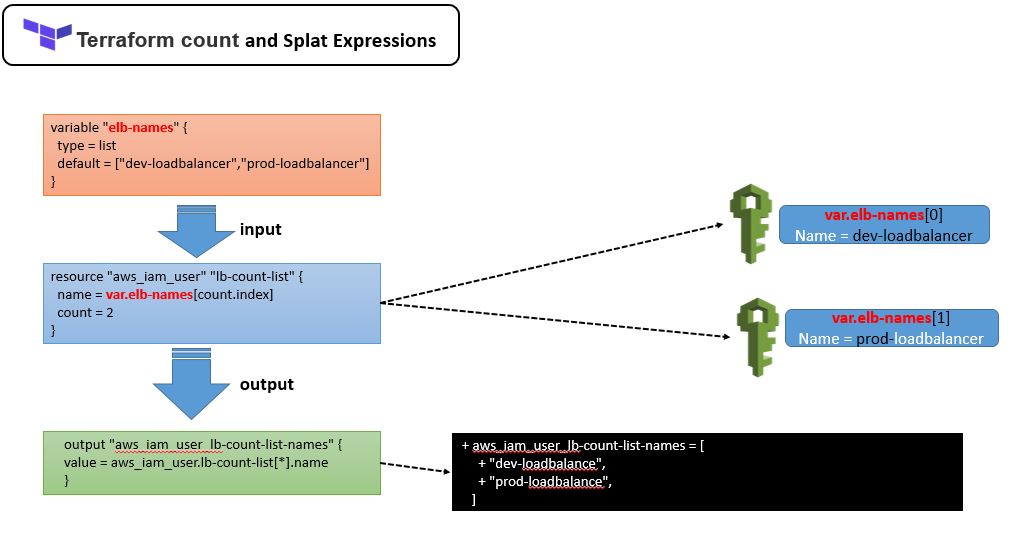 Terraform count and Splat Expressions
variable "elb-names" {
type = list
default = ["dev-loadbalancer","prod-loadbalancer"]
}
input
resource "aws_iam_user" "lb-count-list" {
name = var.elb-names[count.index]
count = 2
}
var.elb-names[0]
Name = dev-loadbalancer
var.elb-names[1]
Name = prod-loadbalancer
output
output "aws_iam_user_lb-count-list-names" {
value = aws_iam_user.lb-count-list[*].name
}
+ aws_iam_user_lb-count-list-names = [
+ "dev-loadbalance",
+ "prod-loadbalance",
]